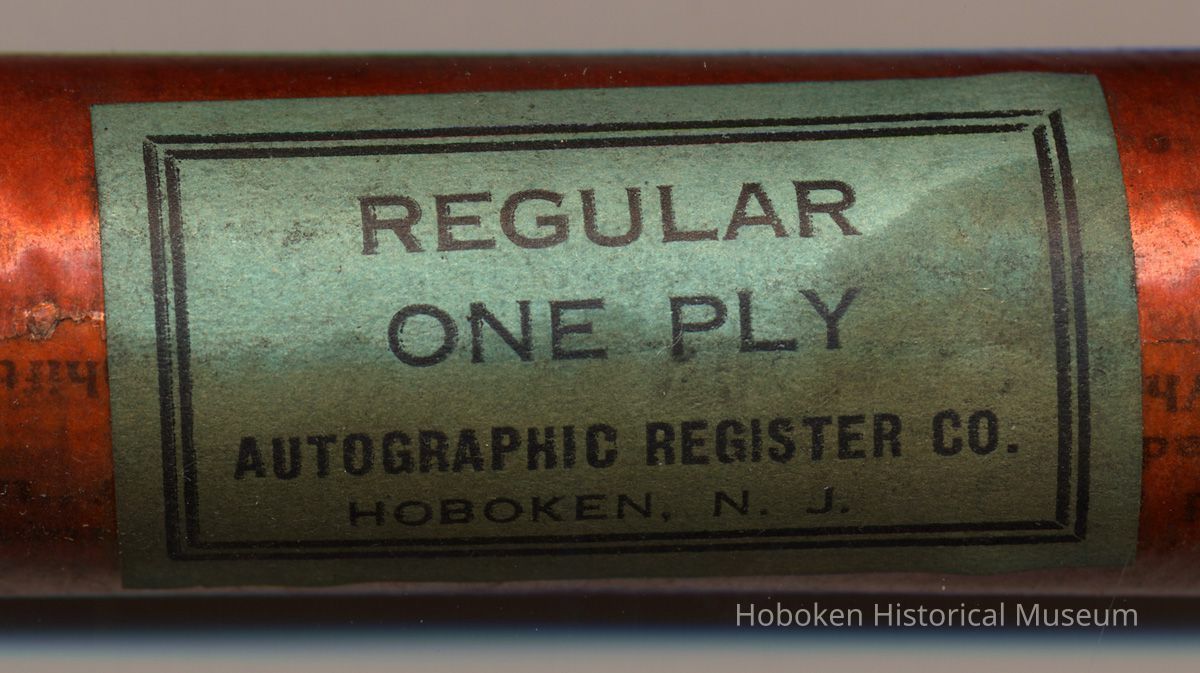 REGULAR
ONE PLY
AUTOGRAPHIC REGISTER CO.
HOBOKEN, N. J.
Hoboken Historical Museum